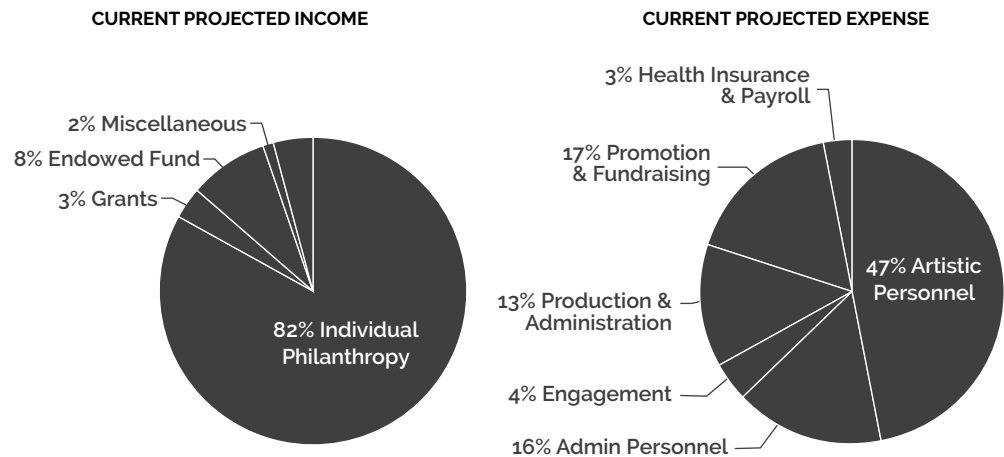 CURRENT PROJECTED INCOME
2% Miscellaneous
8% Endowed Fund
3% Grants
82% Individual
Philanthropy
CURRENT PROJECTED EXPENSE
3% Health Insurance
& Payroll
17% Promotion
& Fundraising
47% Artistic
Personnel
13% Production &
Administration
4% Engagement
16% Admin Personnel